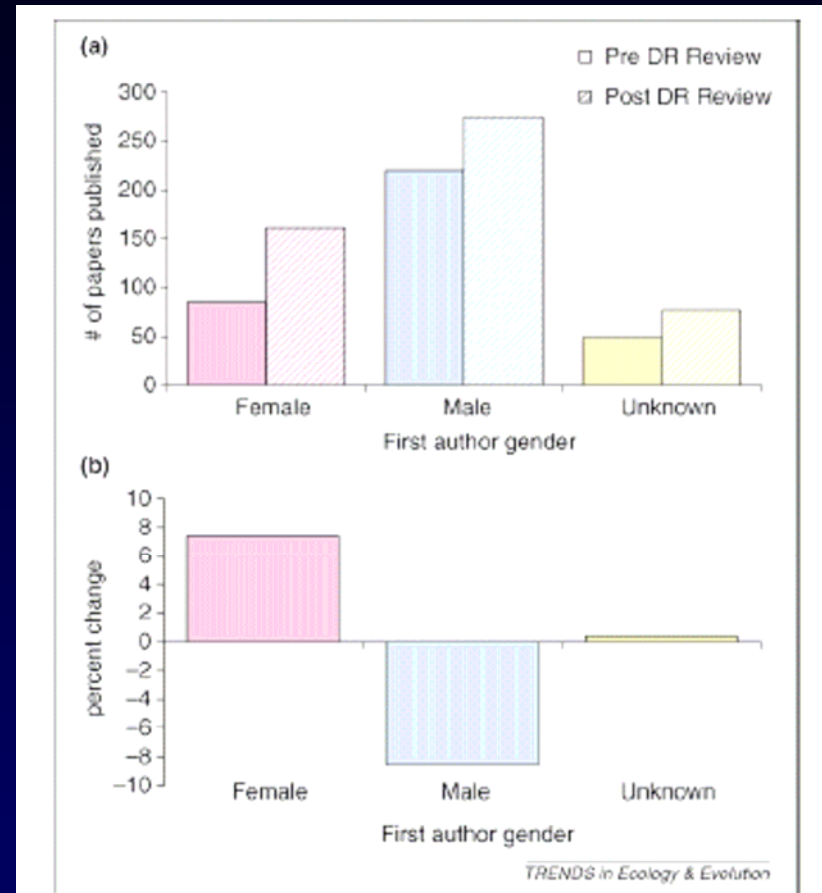 (a)
Pre DR Review
Post DR Review
# of papers published
300
250
200
150
100
50
0
Female Male Unknown
First author gender
(b)
percent change
10
8
6
4
2
0
−2
−4
−6
−8
−10
Female Male Unknown
First author gender
TRENDS in Ecology & Evolution